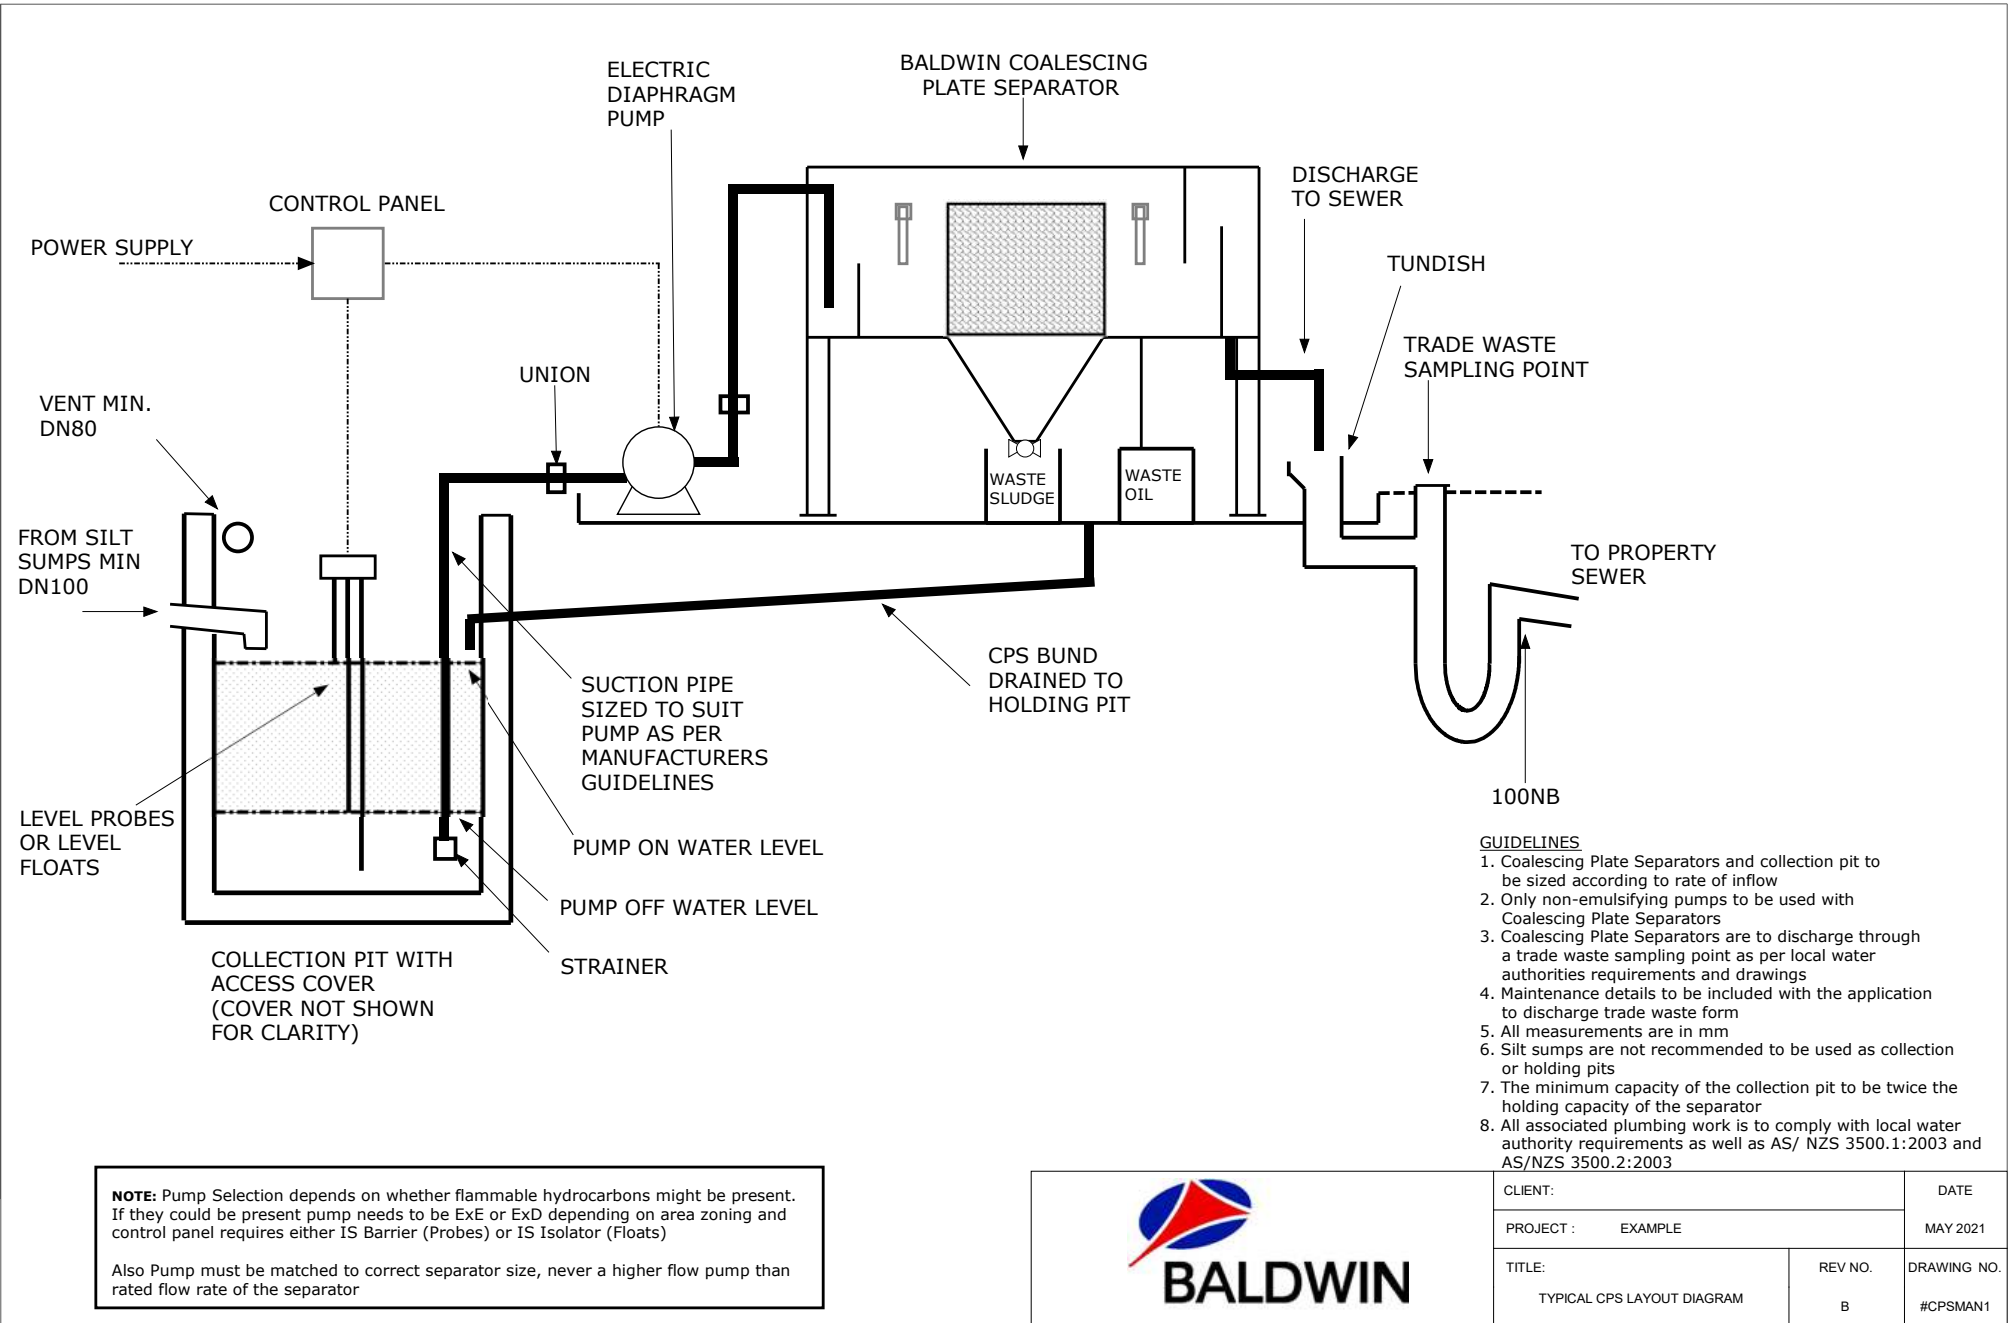 ELECTRIC
DIAPHRAGM
PUMP
BALDWIN COALESCING
PLATE SEPARATOR
DISCHARGE
TO SEWER
CONTROL PANEL
POWER SUPPLY
TUNDISH
TRADE WASTE
SAMPLING POINT
UNION
VENT MIN.
DN80
WASTE
SLUDGE
WASTE
OIL
FROM SILT
SUMPS MIN
DN100
TO PROPERTY
SEWER
CPS BUND
DRAINED TO
HOLDING PIT
SUCTION PIPE
SIZED TO SUIT
PUMP AS PER
MANUFACTURERS
GUIDELINES
100NB
LEVEL PROBES
OR LEVEL
FLOATS
PUMP ON WATER LEVEL
PUMP OFF WATER LEVEL
STRAINER
COLLECTION PIT WITH
ACCESS COVER
(COVER NOT SHOWN
FOR CLARITY)
GUIDELINES
1. Coalescing Plate Separators and collection pit to
be sized according to rate of inflow
2. Only non-emulsifying pumps to be used with
Coalescing Plate Separators
3. Coalescing Plate Separators are to discharge through
a trade waste sampling point as per local water
authorities requirements and drawings
4. Maintenance details to be included with the application
to discharge trade waste form
5. All measurements are in mm
6. Silt sumps are not recommended to be used as collection
or holding pits
7. The minimum capacity of the collection pit to be twice the
holding capacity of the separator
8. All associated plumbing work is to comply with local water
authority requirements as well as AS/ NZS 3500.1:2003 and
AS/NZS 3500.2:2003
NOTE: Pump Selection depends on whether flammable hydrocarbons might be present.
If they could be present pump needs to be ExE or ExD depending on area zoning and
control panel requires either IS Barrier (Probes) or IS Isolator (Floats)
Also Pump must be matched to correct separator size, never a higher flow pump than
rated flow rate of the separator
BALDWIN
CLIENT:
DATE
PROJECT : EXAMPLE
MAY 2021
TITLE:
REV NO.
DRAWING NO.
TYPICAL CPS LAYOUT DIAGRAM
B
#CPSMAN1